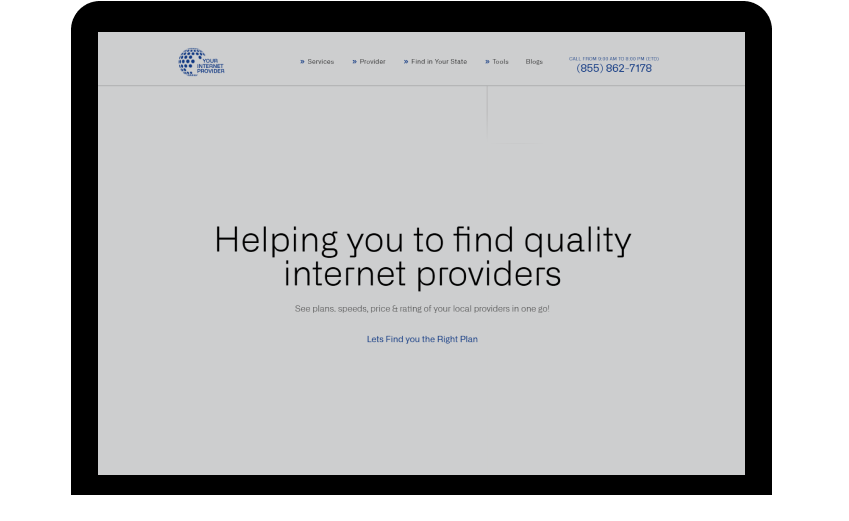 YOUR
INTERNET
PROVIDER
» Services » Provider » Find in Your State » Tools Blogs
CALL FROM 9:00 AM TO 9:00 PM (ETD)
(855) 862-7178
Helping you to find quality
internet providers
See plans. speeds, price & rating of your local providers in one go!
Lets Find you the Right Plan